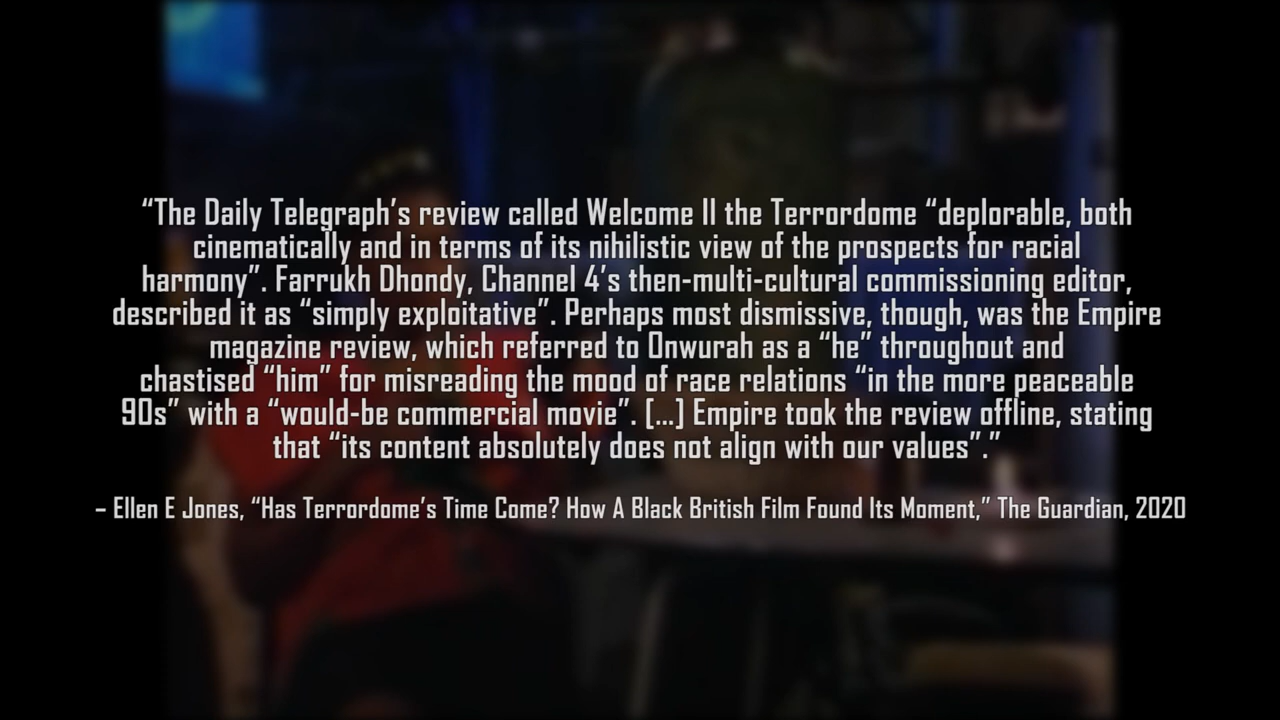 “The Daily Telegraph’s review called Welcome II the Terrordome “deplorable, both
cinematically and in terms of its nihilistic view of the prospects for racial
harmony”. Farrukh Dhondy, Channel 4’s then-multi-cultural commissioning editor,
described it as “simply exploitative”. Perhaps most dismissive, though, was the Empire
magazine review, which referred to Onwurah as a “he” throughout and
chastised “him” for misreading the mood of race relations “in the more peaceable
90s” with a “would-be commercial movie”. [...] Empire took the review offline, stating
that “its content absolutely does not align with our values”.”
– Ellen E Jones, “Has Terrordome’s Time Come? How A Black British Film Found Its Moment,” The Guardian, 2020